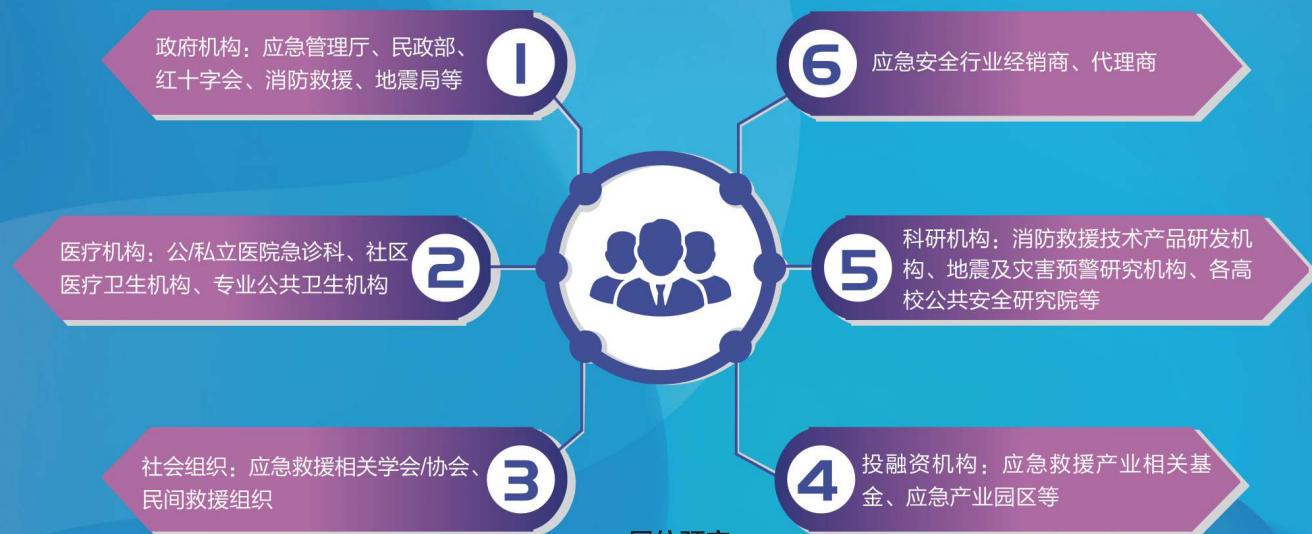 1
政府机构：应急管理厅、民政部、
红十字会、消防救援、地震局等
2
医疗机构：公/私立医院急诊科、社区
医疗卫生机构、专业公共卫生机构
3
社会组织：应急救援相关学会/协会、
民间救援组织
4
投融资机构：应急救援产业相关基
金、应急产业园区等
5
科研机构：消防救援技术产品研发机
构、地震及灾害预警研究机构、各高
校公共安全研究院等
6
应急安全行业经销商、代理商